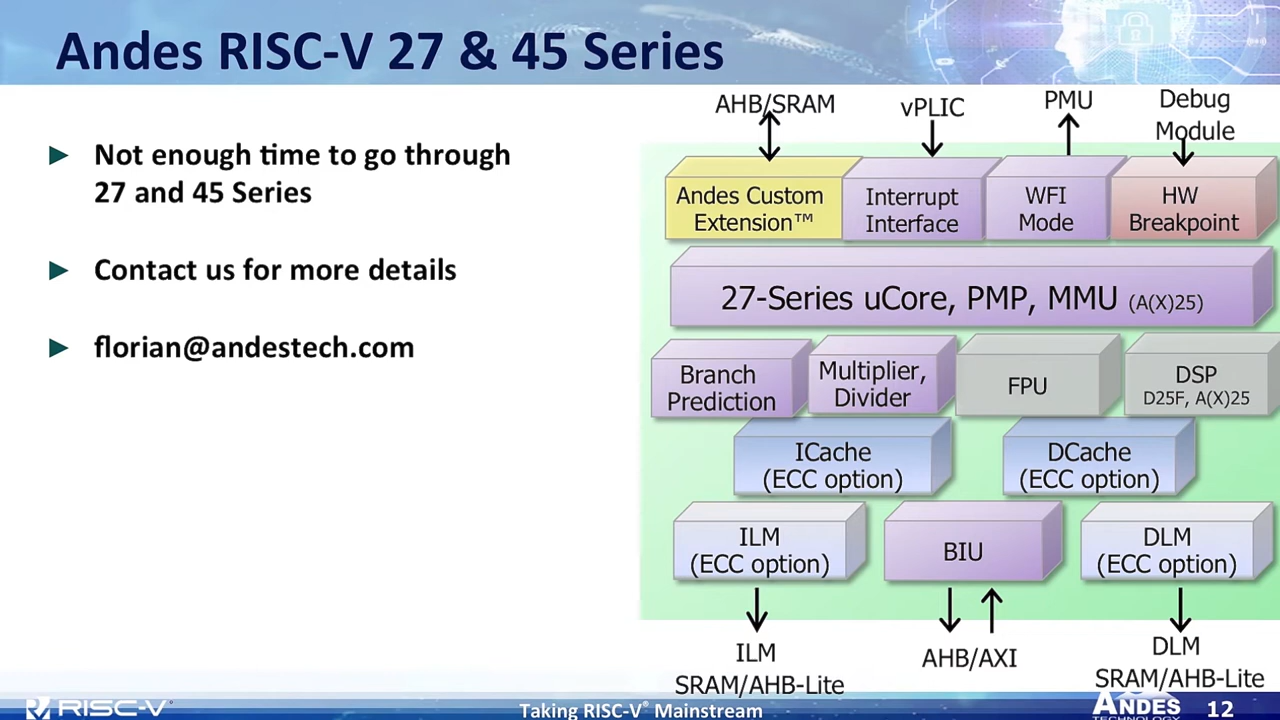 Andes RISC-V 27 & 45 Series
Not enough time to go through
27 and 45 Series
Contact us for more details
florian@andestech.com
AHB/SRAM
vPLIC
PMU
Debug
Module
Andes Custom
Extension™
Interrupt
Interface
WFI
Mode
HW
Breakpoint
27-Series uCore, PMP, MMU (A(X)25)
Branch
Prediction
Multiplier,
Divider
FPU
DSP
D25F, A(X)25
ICache
(ECC option)
DCache
(ECC option)
ILM
(ECC option)
BIU
DLM
(ECC option)
ILM
SRAM/AHB-Lite
AHB/AXI
DLM
SRAM/AHB-Lite
RISC-V®
Taking RISC-V® Mainstream
ANDES
TECHNOLOGY
12